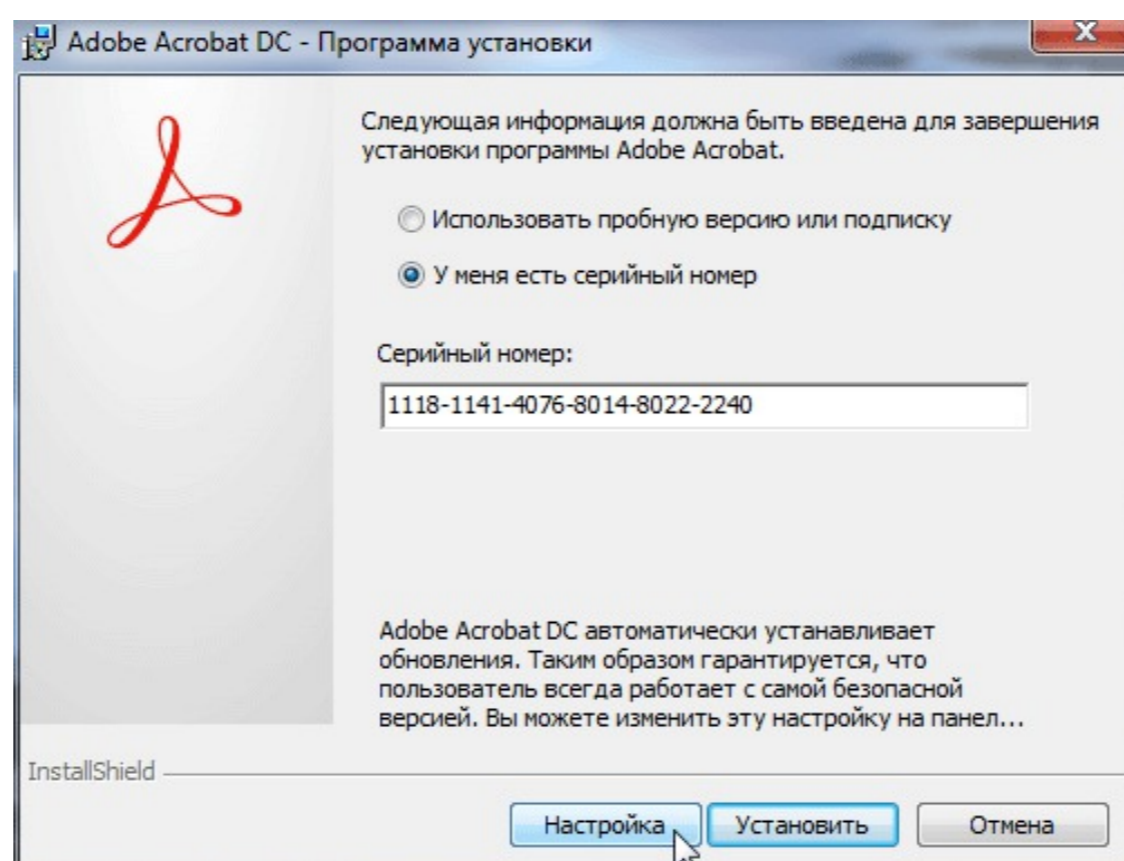 Adobe Acrobat DC - Программа установки
Следующая информация должна быть введена для завершения
установки программы Adobe Acrobat.
Использовать пробную версию или подписку
У меня есть серийный номер
Серийный номер:
1118-1141-4076-8014-8022-2240
Adobe Acrobat DC автоматически устанавливает
обновления. Таким образом гарантируется, что
пользователь всегда работает с самой безопасной
версией. Вы можете изменить эту настройку на панел...
InstallShield
Настройка Установить Отмена